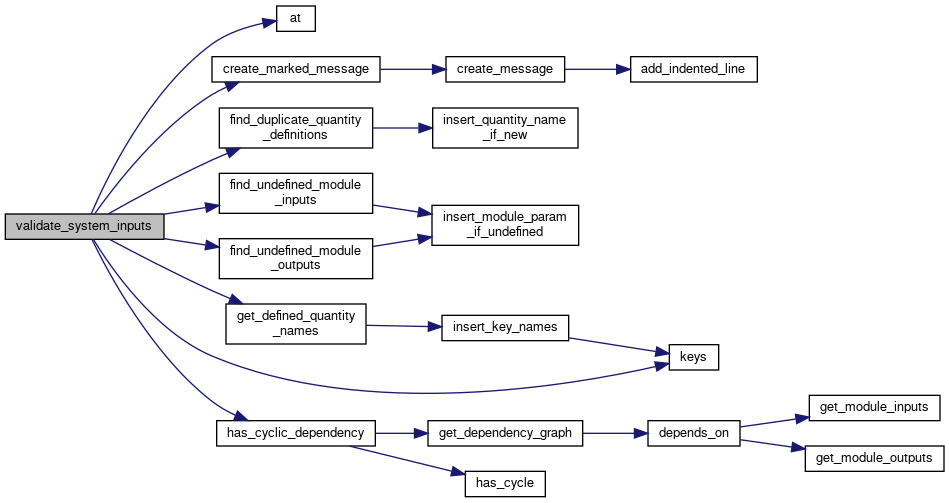 at
create_marked_message
create_message
add_indented_line
find_duplicate_quantity
_definitions
insert_quantity_name
_if_new
find_undefined_module
_inputs
validate_system_inputs
insert_module_param
_if_undefined
find_undefined_module
_outputs
get_defined_quantity
_names
insert_key_names
keys
get_module_inputs
has_cyclic_dependency
get_dependency_graph
depends_on
get_module_outputs
has_cycle